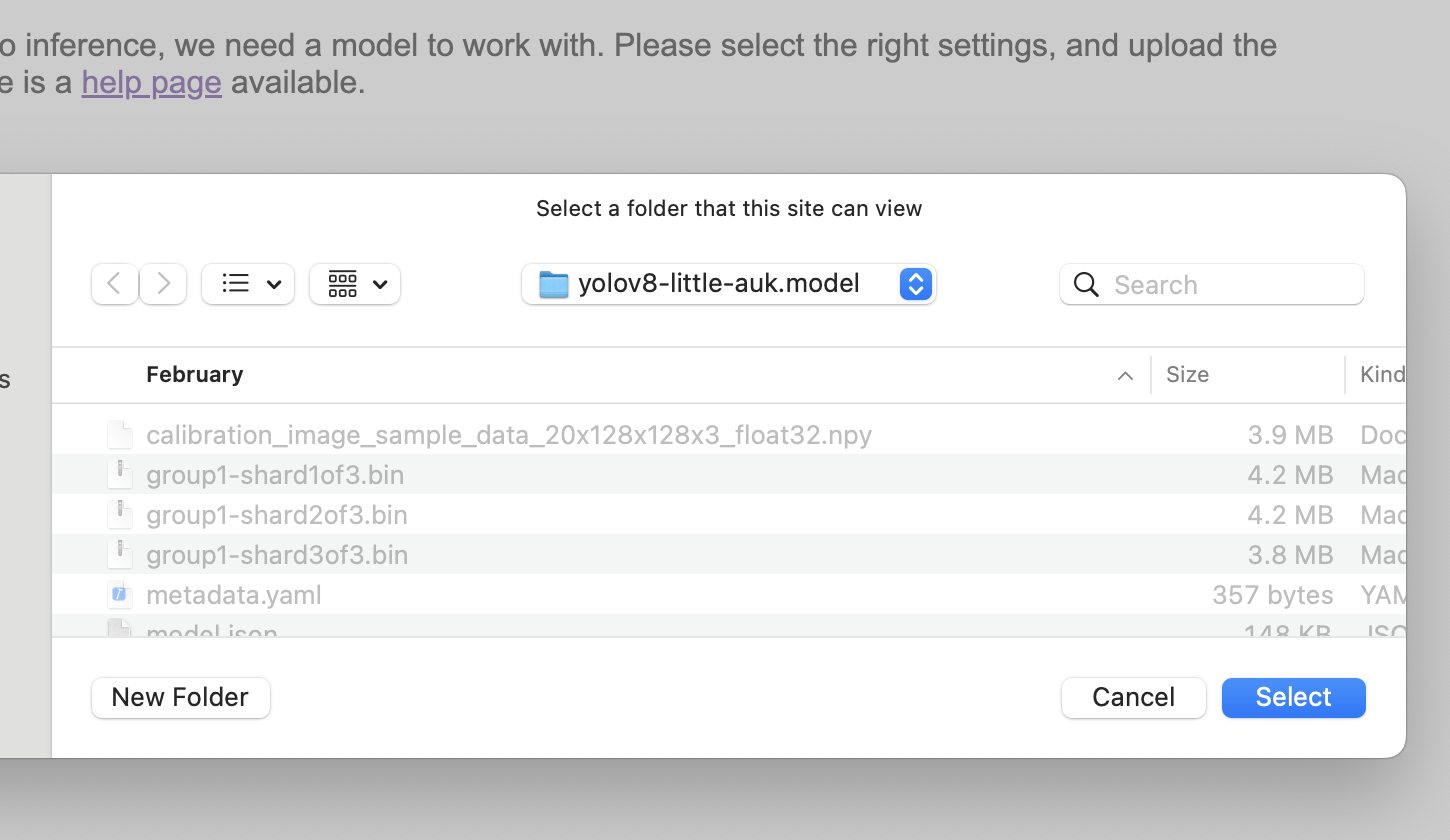 o inference, we need a model to work with. Please select the right settings, and upload the
e is a help page available.
Select a folder that this site can view
yolov8-little-auk.model
Search
s
February Size Kind
calibration_image_sample_data_20x128x128x3_float32.npy 3.9 MB Doc
group1-shard1of3.bin 4.2 MB Mac
group1-shard2of3.bin 4.2 MB Mac
group1-shard3of3.bin 3.8 MB Mac
metadata.yaml 357 bytes YAM
model.json 148 KB JSO
New Folder Cancel Select